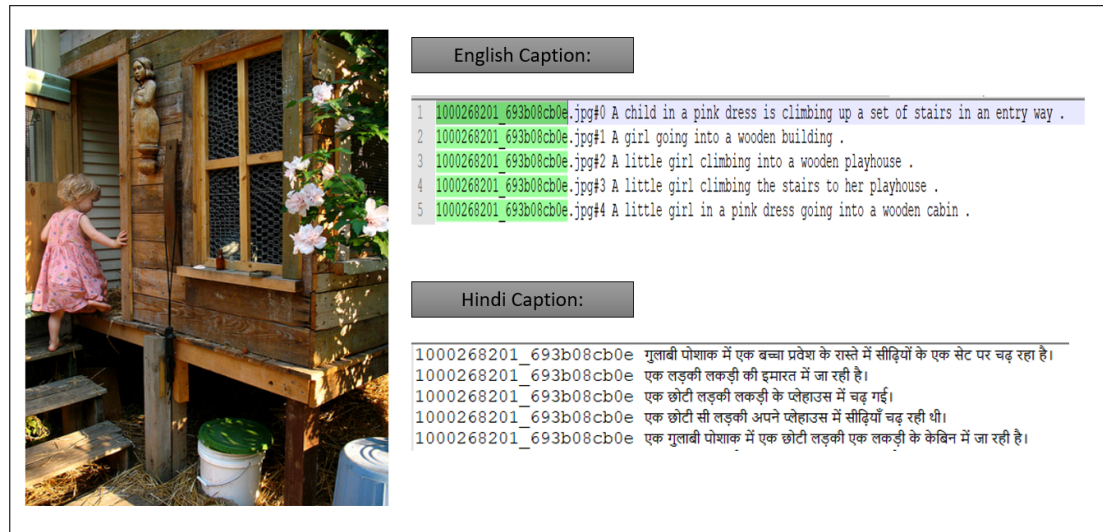 English Caption:
1 1000268201_693b08cb0e.jpg#0 A child in a pink dress is climbing up a set of stairs in an entry way .
2 1000268201_693b08cb0e.jpg#1 A girl going into a wooden building .
3 1000268201_693b08cb0e.jpg#2 A little girl climbing into a wooden playhouse .
4 1000268201_693b08cb0e.jpg#3 A little girl climbing the stairs to her playhouse .
5 1000268201_693b08cb0e.jpg#4 A little girl in a pink dress going into a wooden cabin .
Hindi Caption:
1000268201_693b08cb0e गुलाबी पोशाक में एक बच्चा प्रवेश के रास्ते में सीढ़ियों के एक सेट पर चढ़ रहा है।
1000268201_693b08cb0e एक लड़की लकड़ी की इमारत में जा रही है।
1000268201_693b08cb0e एक छोटी लड़की लकड़ी के प्लेहाउस में चढ़ गई।
1000268201_693b08cb0e एक छोटी सी लड़की अपने प्लेहाउस में सीढ़ियाँ चढ़ रही थी।
1000268201_693b08cb0e एक गुलाबी पोशाक में एक छोटी लड़की एक लकड़ी के केबिन में जा रही है।